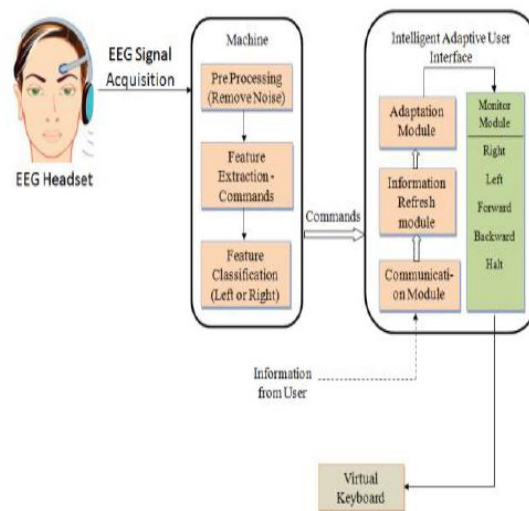 EEG Signal
Acquisition
EEG Headset
Machine
Pre Processing
(Remove Noise)
Feature
Extraction -
Commands
Feature
Classification
(Left or Right)
Commands
Intelligent Adaptive User
Interface
Adaptation
Module
Information
Refresh
module
Communicati-
on Module
Monitor
Module
Right
Left
Forward
Backward
Halt
Information
from User
Virtual
Keyboard